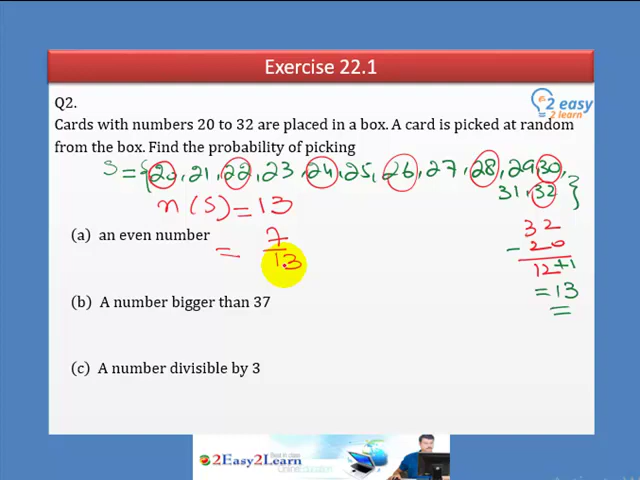 Exercise 22.1
2 easy
2 learn
Q2.
Cards with numbers 20 to 32 are placed in a box. A card is picked at random
from the box. Find the probability of picking
S = {20, 21, 22, 23, 24, 25, 26, 27, 28, 29, 30,
31, 32}
n(S) = 13
(a) an even number
= 7/13
32
- 20
12 +1
= 13
=
(b) A number bigger than 37
(c) A number divisible by 3
2Easy2Learn